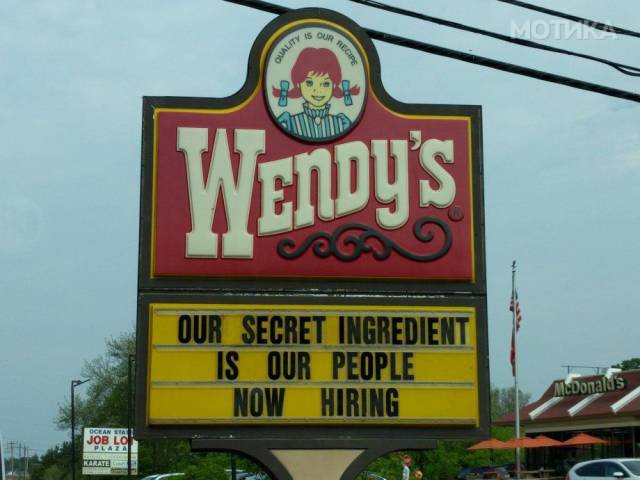 МОТИКА
QUALITY IS OUR RECIPE
WENDY'S
®
OUR SECRET INGREDIENT
IS OUR PEOPLE
NOW HIRING
McDonald's
OCEAN STATE
JOB LOT
PLAZA
KARATE